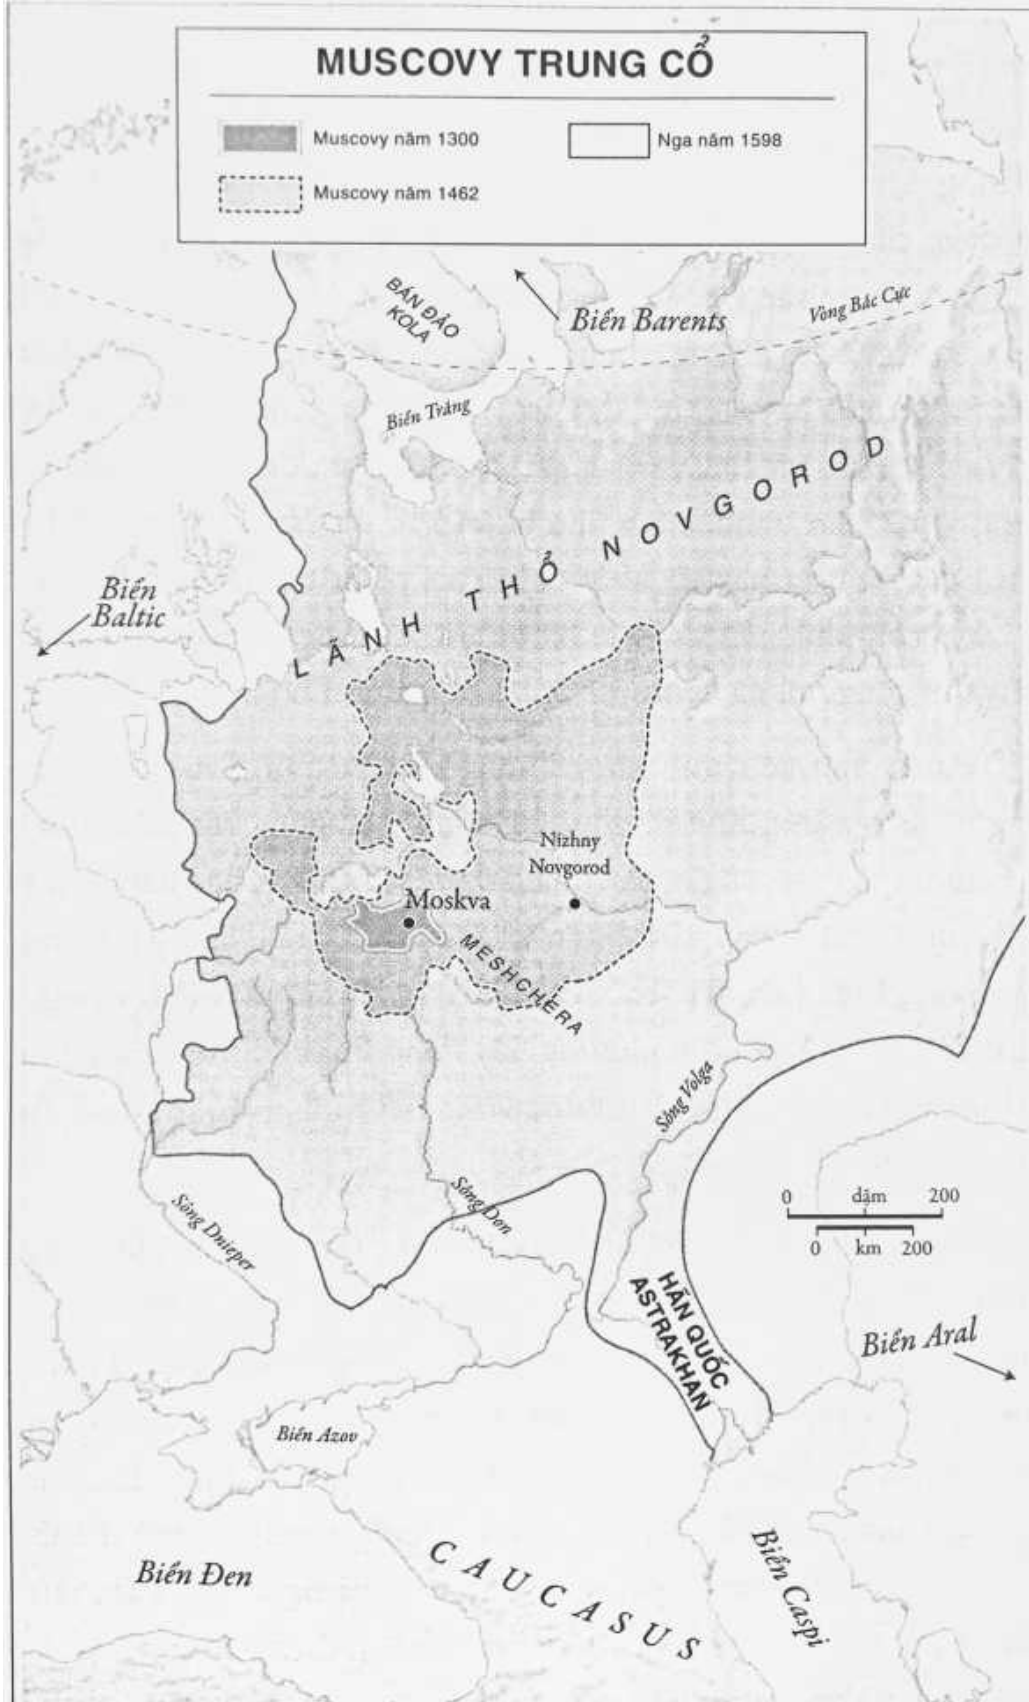 MUSCOVY TRUNG CỔ
Muscovy năm 1300
Nga năm 1598
Muscovy năm 1462
BÁN ĐẢO
KOLA
Biển Barents
Vòng Bắc Cực
Biển Trắng
LÃNH THỔ NOVGOROD
Biển
Baltic
Nizhny
Novgorod
Moskva
MESHCHERA
Sông Volga
Sông Dnieper
Sông Don
0 dặm 200
0 km 200
HÃN QUỐC
ASTRAKHAN
Biển Aral
Biển Azov
Biển Đen
CAUCASUS
Biển Caspi